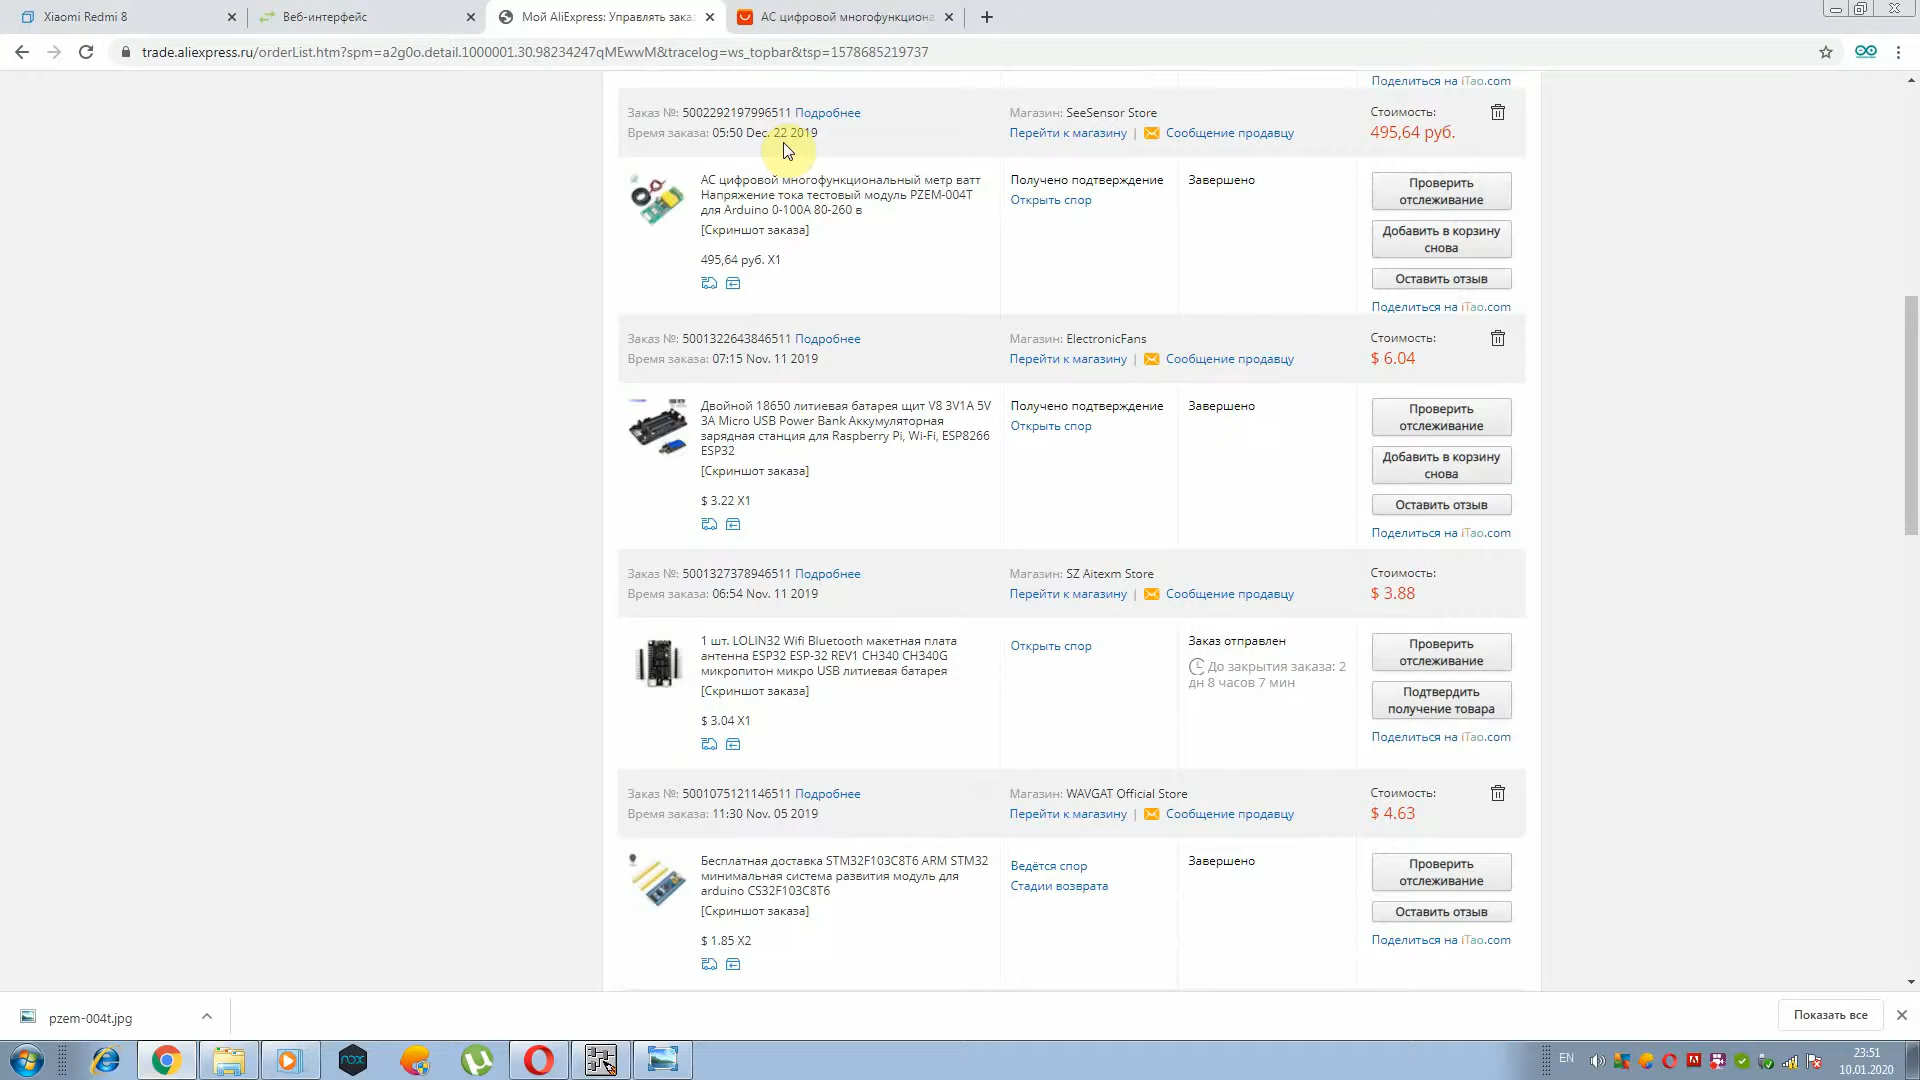 Xiaomi Redmi 8
Веб-интерфейс
Мой AliExpress: Управлять зака
АС цифровой многофункциона
trade.aliexpress.ru/orderList.htm?spm=a2g0o.detail.1000001.30.98234247qMEwwM&tracelog=ws_topbar&tsp=1578685219737
Поделиться на iTao.com
Заказ №: 5002292197996511 Подробнее
Время заказа: 05:50 Dec. 22 2019
Магазин: SeeSensor Store
Перейти к магазину | Сообщение продавцу
Стоимость:
495,64 руб.
АС цифровой многофункциональный метр ватт
Напряжение тока тестовый модуль PZEM-004T
для Arduino 0-100A 80-260 в
[Скриншот заказа]
495,64 руб. X1
Получено подтверждение
Открыть спор
Завершено
Проверить
отслеживание
Добавить в корзину
снова
Оставить отзыв
Поделиться на iTao.com
Заказ №: 5001322643846511 Подробнее
Время заказа: 07:15 Nov. 11 2019
Магазин: ElectronicFans
Перейти к магазину | Сообщение продавцу
Стоимость:
$ 6.04
Двойной 18650 литиевая батарея щит V8 3V1A 5V
3A Micro USB Power Bank Аккумуляторная
зарядная станция для Raspberry Pi, Wi-Fi, ESP8266
ESP32
[Скриншот заказа]
$ 3.22 X1
Получено подтверждение
Открыть спор
Завершено
Проверить
отслеживание
Добавить в корзину
снова
Оставить отзыв
Поделиться на iTao.com
Заказ №: 5001327378946511 Подробнее
Время заказа: 06:54 Nov. 11 2019
Магазин: SZ Aitexm Store
Перейти к магазину | Сообщение продавцу
Стоимость:
$ 3.88
1 шт. LOLIN32 Wifi Bluetooth макетная плата
антенна ESP32 ESP-32 REV1 CH340 CH340G
микропитон микро USB литиевая батарея
[Скриншот заказа]
$ 3.04 X1
Открыть спор
Заказ отправлен
До закрытия заказа: 2
дн 8 часов 7 мин
Проверить
отслеживание
Подтвердить
получение товара
Поделиться на iTao.com
Заказ №: 5001075121146511 Подробнее
Время заказа: 11:30 Nov. 05 2019
Магазин: WAVGAT Official Store
Перейти к магазину | Сообщение продавцу
Стоимость:
$ 4.63
Бесплатная доставка STM32F103C8T6 ARM STM32
минимальная система развития модуль для
arduino CS32F103C8T6
[Скриншот заказа]
$ 1.85 X2
Ведётся спор
Стадии возврата
Завершено
Проверить
отслеживание
Оставить отзыв
Поделиться на iTao.com
pzem-004t.jpg
Показать все
nox
EN
23:51
10.01.2020